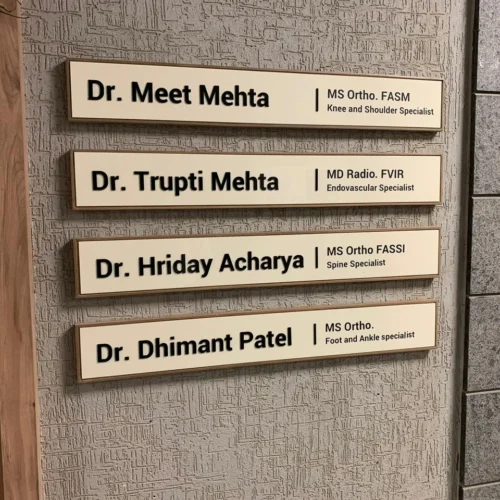 Dr. Meet Mehta | MS Ortho. FASM
Knee and Shoulder Specialist
Dr. Trupti Mehta | MD Radio. FVIR
Endovascular Specialist
Dr. Hriday Acharya | MS Ortho FASSI
Spine Specialist
Dr. Dhimant Patel | MS Ortho.
Foot and Ankle specialist